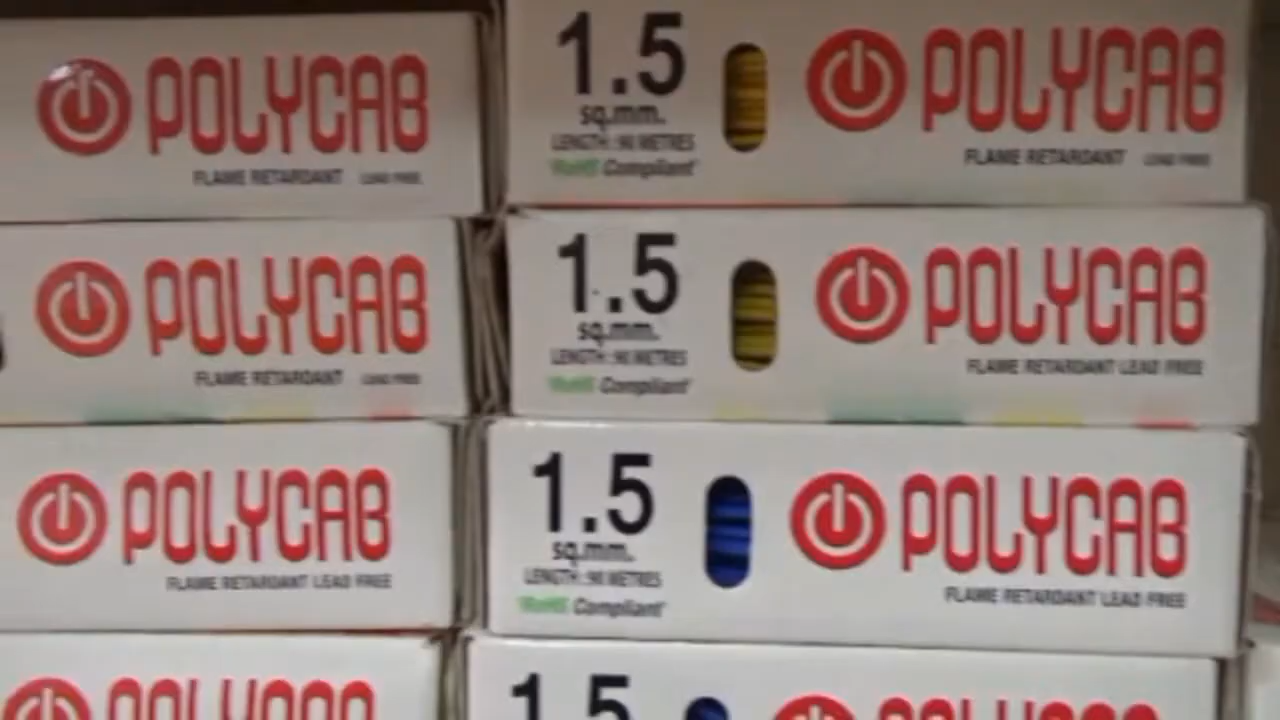 POLYCAB
FLAME RETARDANT LEAD FREE
1.5
sq.mm.
LENGTH: 90 METRES
RoHS Compliant
POLYCAB
FLAME RETARDANT LEAD FREE
POLYCAB
FLAME RETARDANT LEAD FREE
1.5
sq.mm.
LENGTH: 90 METRES
RoHS Compliant
POLYCAB
FLAME RETARDANT LEAD FREE
POLYCAB
FLAME RETARDANT LEAD FREE
1.5
sq.mm.
LENGTH: 90 METRES
RoHS Compliant
POLYCAB
FLAME RETARDANT LEAD FREE
POLYCAB
1.5
POLYCAB